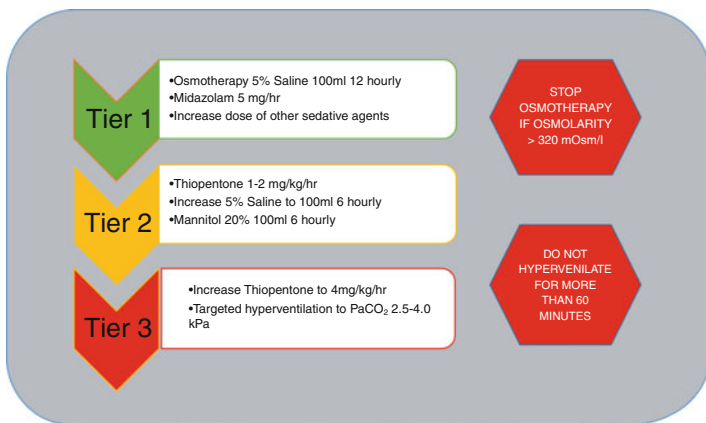 Tier 1
•Osmotherapy 5% Saline 100ml 12 hourly
•Midazolam 5 mg/hr
•Increase dose of other sedative agents
STOP
OSMOTHERAPY
IF OSMOLARITY
> 320 mOsm/l
Tier 2
•Thiopentone 1-2 mg/kg/hr
•Increase 5% Saline to 100ml 6 hourly
•Mannitol 20% 100ml 6 hourly
Tier 3
•Increase Thiopentone to 4mg/kg/hr
•Targeted hyperventilation to PaCO₂ 2.5-4.0
kPa
DO NOT
HYPERVENILATE
FOR MORE
THAN 60
MINUTES